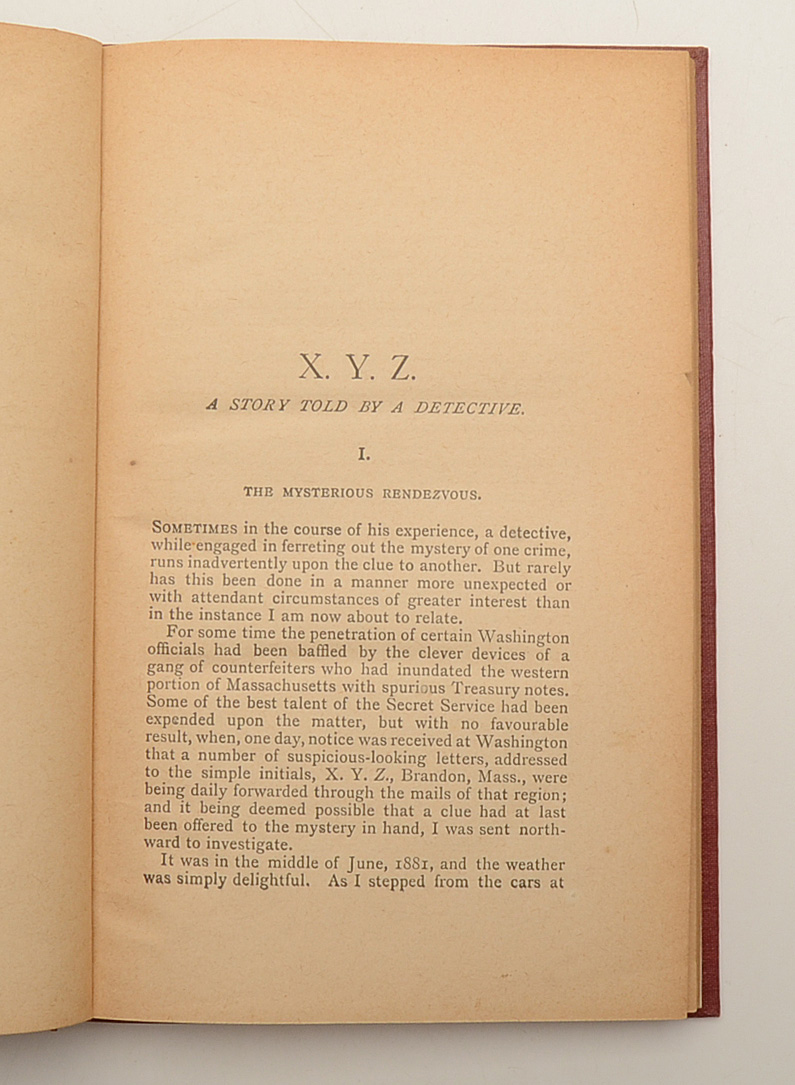 X. Y. Z.
A STORY TOLD BY A DETECTIVE.
I.
THE MYSTERIOUS RENDEZVOUS.
SOMETIMES in the course of his experience, a detective,
while engaged in ferreting out the mystery of one crime,
runs inadvertently upon the clue to another. But rarely
has this been done in a manner more unexpected or
with attendant circumstances of greater interest than
in the instance I am now about to relate.
For some time the penetration of certain Washington
officials had been baffled by the clever devices of a
gang of counterfeiters who had inundated the western
portion of Massachusetts with spurious Treasury notes.
Some of the best talent of the Secret Service had been
expended upon the matter, but with no favourable
result, when, one day, notice was received at Washington
that a number of suspicious-looking letters, addressed
to the simple initials, X. Y. Z., Brandon, Mass., were
being daily forwarded through the mails of that region;
and it being deemed possible that a clue had at last
been offered to the mystery in hand, I was sent north-
ward to investigate.
It was in the middle of June, 1881, and the weather
was simply delightful. As I stepped from the cars at